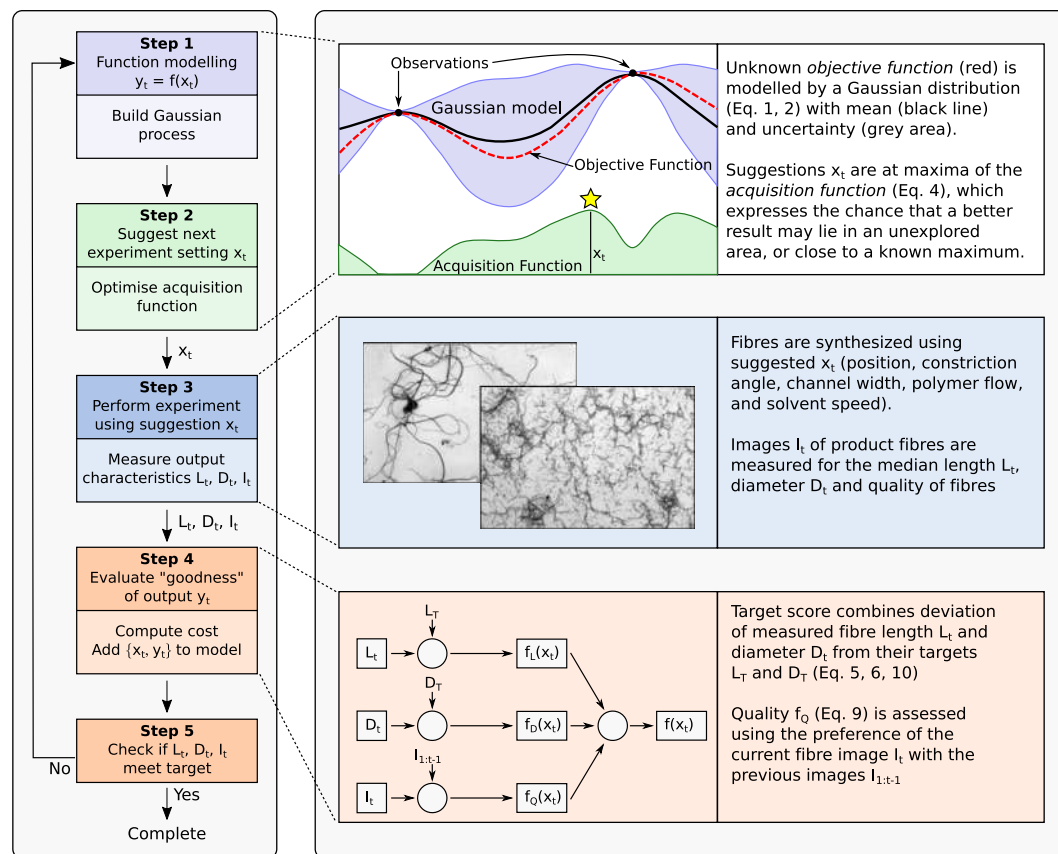 Step 1
Function modelling
yₜ = f(xₜ)
Build Gaussian
process
Step 2
Suggest next
experiment setting xₜ
Optimise acquisition
function
xₜ
Step 3
Perform experiment
using suggestion xₜ
Measure output
characteristics Lₜ, Dₜ, Iₜ
Lₜ, Dₜ, Iₜ
Step 4
Evaluate "goodness"
of output yₜ
Compute cost
Add {xₜ, yₜ} to model
Step 5
Check if Lₜ, Dₜ, Iₜ
meet target
No
Yes
Complete
Observations
Gaussian model
Objective Function
Acquisition Function
xₜ
Unknown objective function (red) is
modelled by a Gaussian distribution
(Eq. 1, 2) with mean (black line)
and uncertainty (grey area).
Suggestions xₜ are at maxima of the
acquisition function (Eq. 4), which
expresses the chance that a better
result may lie in an unexplored
area, or close to a known maximum.
Fibres are synthesized using
suggested xₜ (position, constriction
angle, channel width, polymer flow,
and solvent speed).
Images Iₜ of product fibres are
measured for the median length Lₜ,
diameter Dₜ and quality of fibres
L_T
Lₜ
f_L(xₜ)
D_T
Dₜ
f_D(xₜ)
f(xₜ)
I_1:t-1
Iₜ
f_Q(xₜ)
Target score combines deviation
of measured fibre length Lₜ and
diameter Dₜ from their targets
L_T and D_T (Eq. 5, 6, 10)
Quality f_Q (Eq. 9) is assessed
using the preference of the
current fibre image Iₜ with the
previous images I_1:t-1